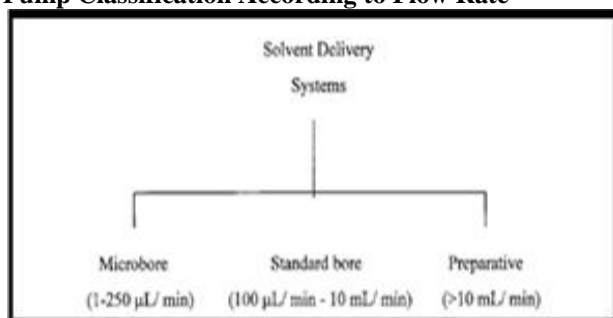 Pump Classification According to Flow Rate
Solvent Delivery
Systems
Microbore Standard bore Preparative
(1-250 µL/ min) (100 µL/ min - 10 mL/ min) (>10 mL/ min)